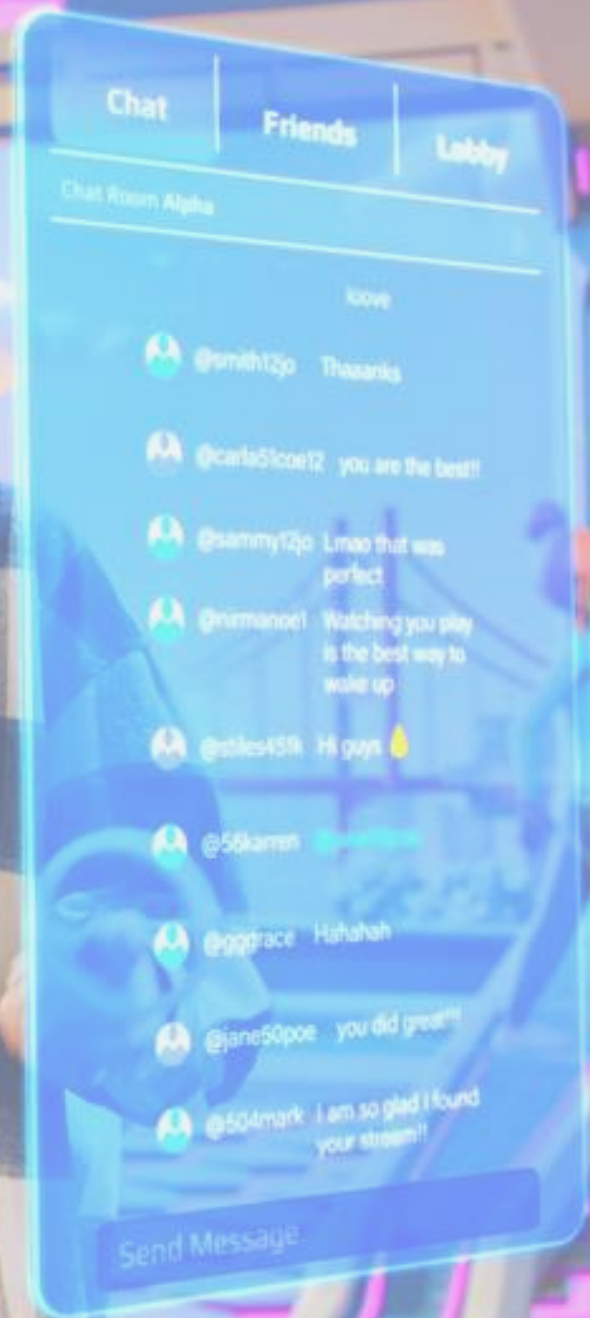 Chat
Friends
Lobby
Chat Room Alpha
loove
@smith12jo Thaaanks
@carla51coe12 you are the best!!
@sammy12jo Lmao that was
perfect
@nirmanoe1 Watching you play
is the best way to
wake up
@stiles451k Hi guys
@56karren
@gggrace Hahahah
@jane50poe you did great!!!
@504mark I am so glad I found
your stream!!
Send Message